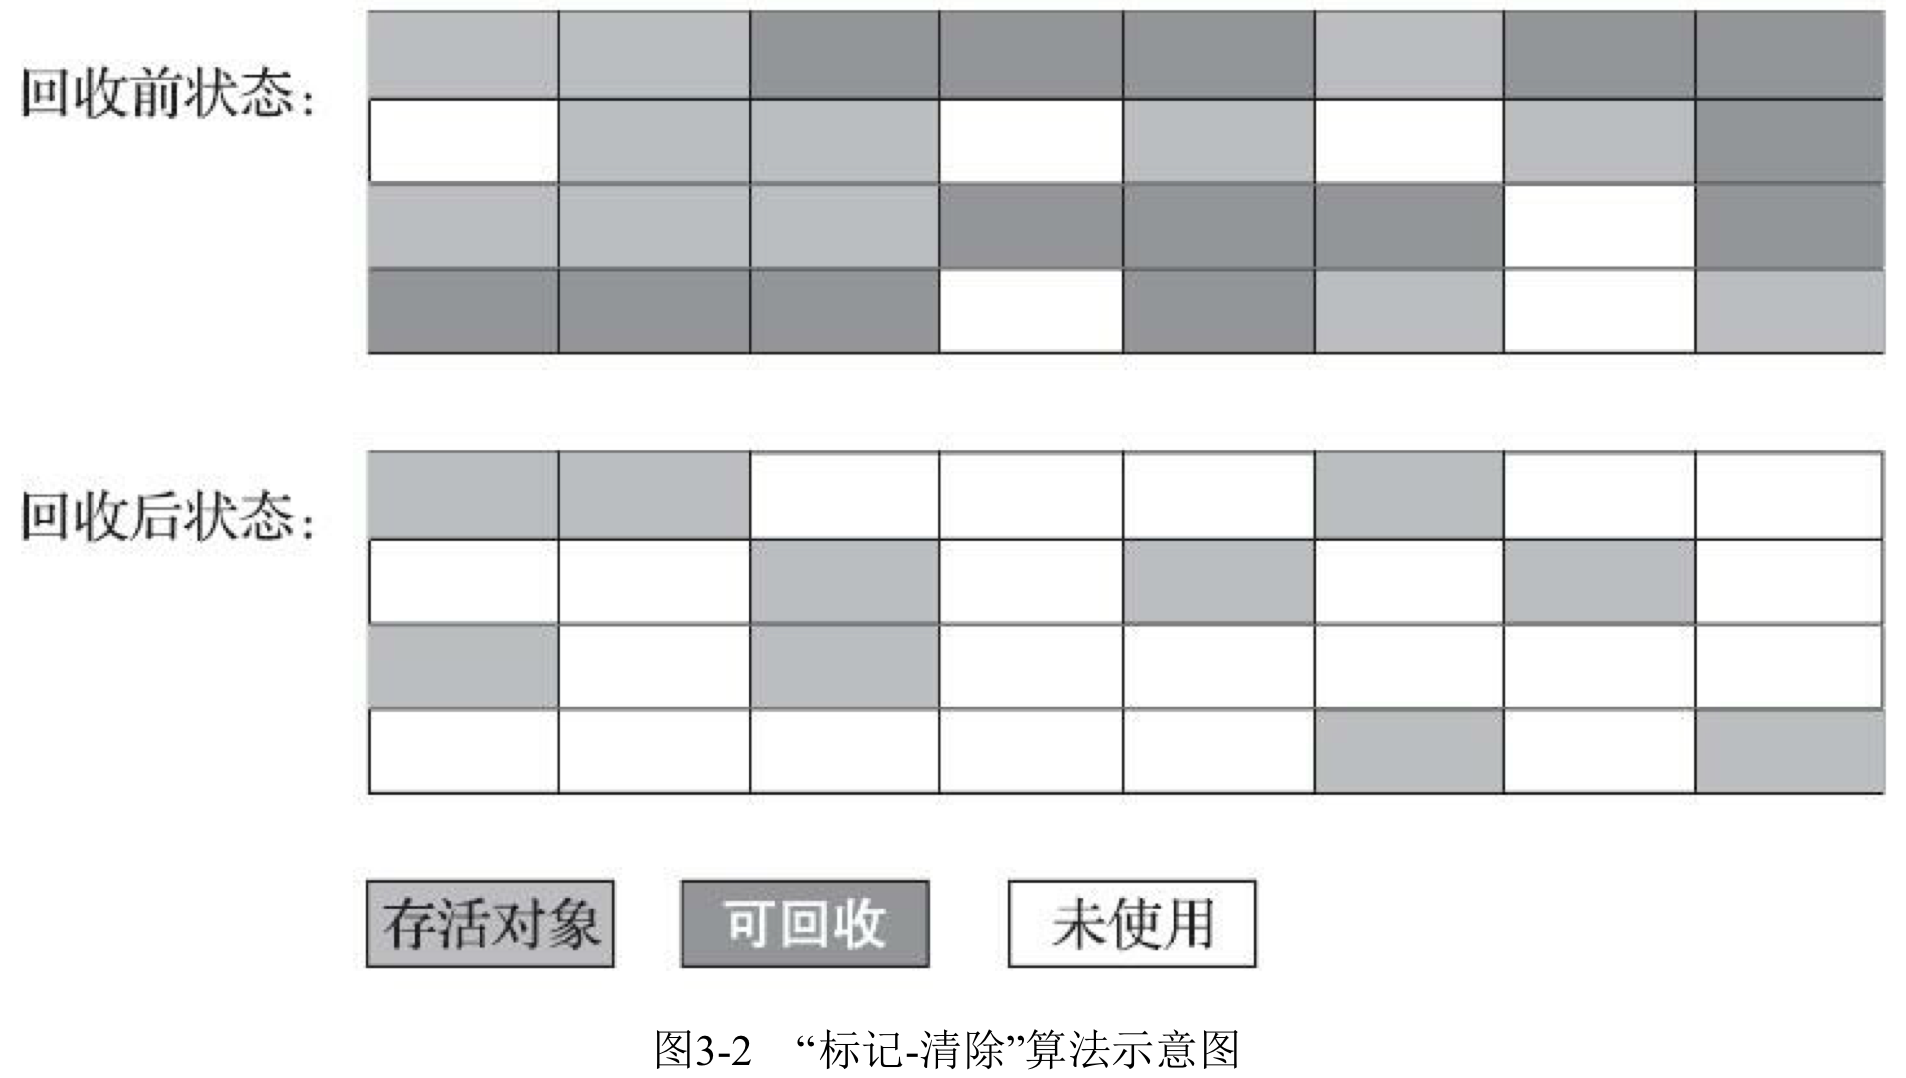 回收前状态：
回收后状态：
存活对象 可回收 未使用
图3-2 “标记-清除”算法示意图